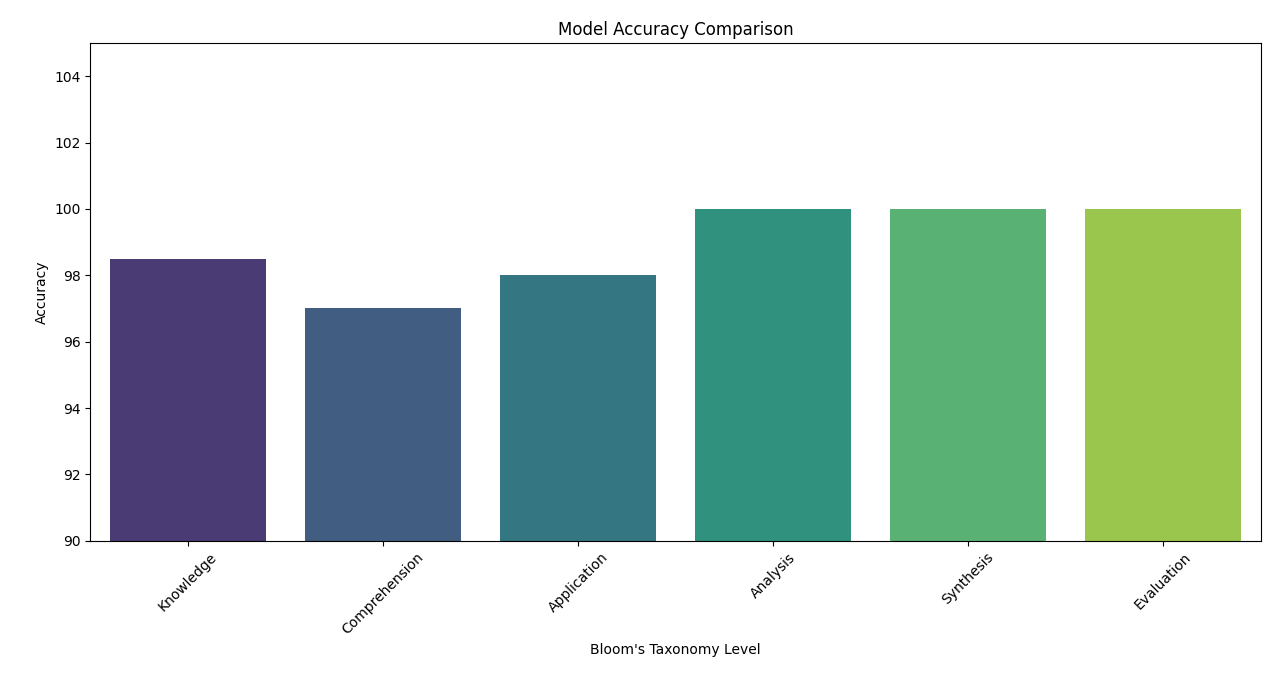 Model Accuracy Comparison
104
102
100
98
96
94
92
90
Accuracy
Knowledge
Comprehension
Application
Analysis
Synthesis
Evaluation
Bloom's Taxonomy Level